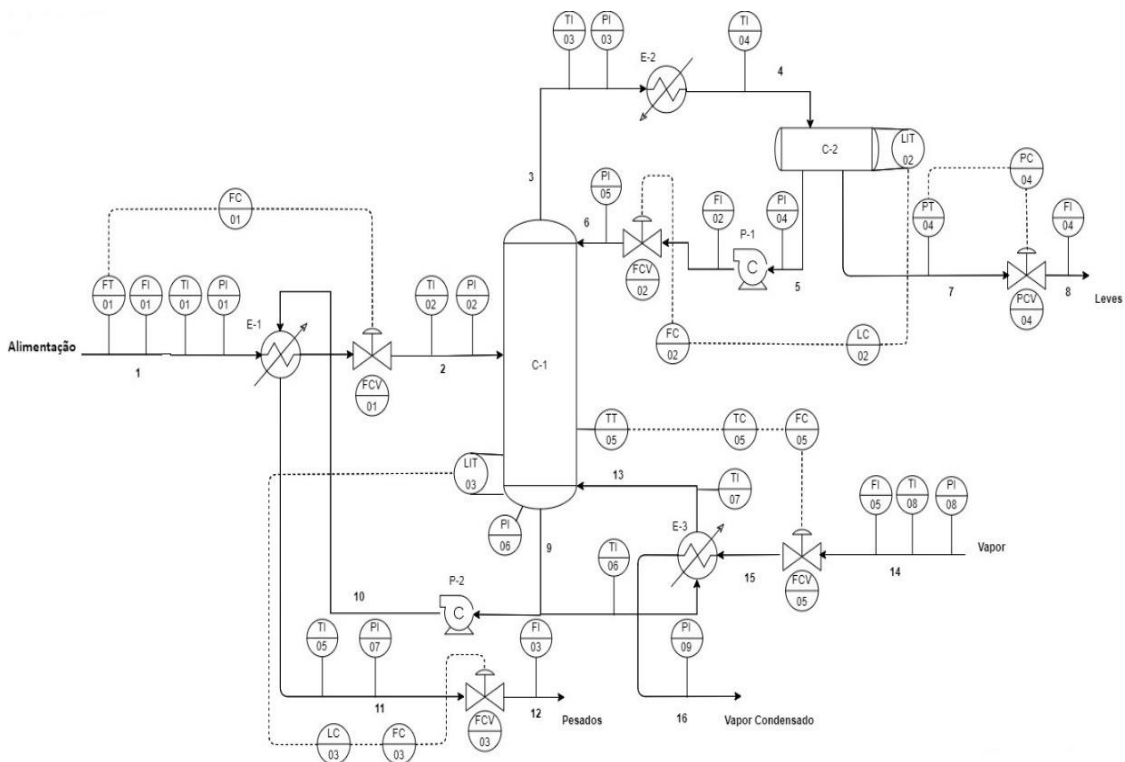 TI
03
PI
03
E-2
TI
04
4
C-2
LIT
02
PC
04
PT
04
FI
04
3
FC
01
PI
05
6
FI
02
PI
04
P-1
C
5
FCV
02
7
PCV
04
8
Leves
FT
01
FI
01
TI
01
PI
01
E-1
TI
02
PI
02
FC
02
LC
02
Alimentação
1
FCV
01
2
C-1
TT
05
TC
05
FC
05
LIT
03
13
TI
07
PI
06
9
E-3
TI
06
15
FCV
05
FI
05
TI
08
PI
08
Vapor
14
10
P-2
C
TI
05
PI
07
FI
03
PI
09
11
FCV
03
12
Pesados
16
Vapor Condensado
LC
03
FC
03